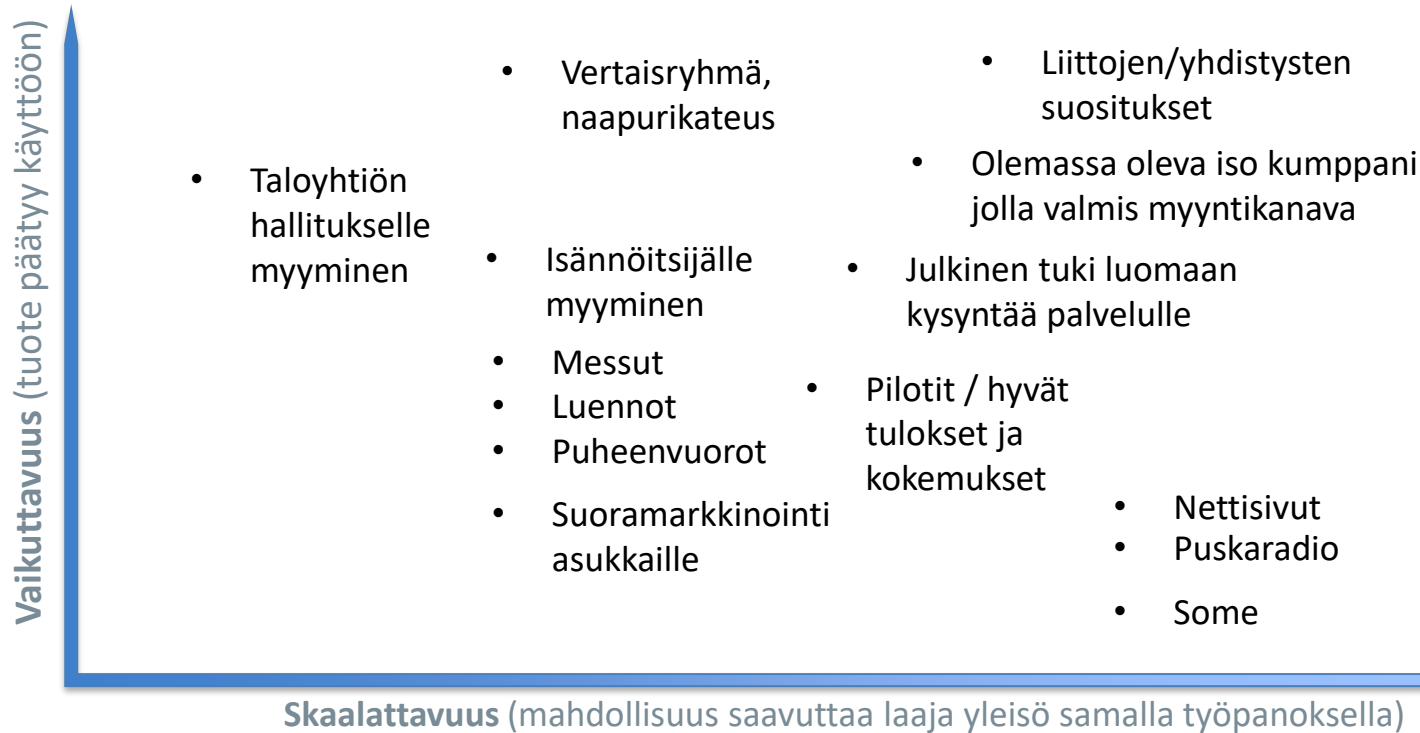 Vaikuttavuus (tuote päätyy käyttöön)
• Vertaisryhmä,
naapurikateus
• Liittojen/yhdistysten
suositukset
• Taloyhtiön
hallitukselle
myyminen
• Olemassa oleva iso kumppani
jolla valmis myyntikanava
• Isännöitsijälle
myyminen
• Julkinen tuki luomaan
kysyntää palvelulle
• Messut
• Luennot
• Puheenvuorot
• Pilotit / hyvät
tulokset ja
kokemukset
• Suoramarkkinointi
asukkaille
• Nettisivut
• Puskaradio
• Some
Skaalattavuus (mahdollisuus saavuttaa laaja yleisö samalla työpanoksella)